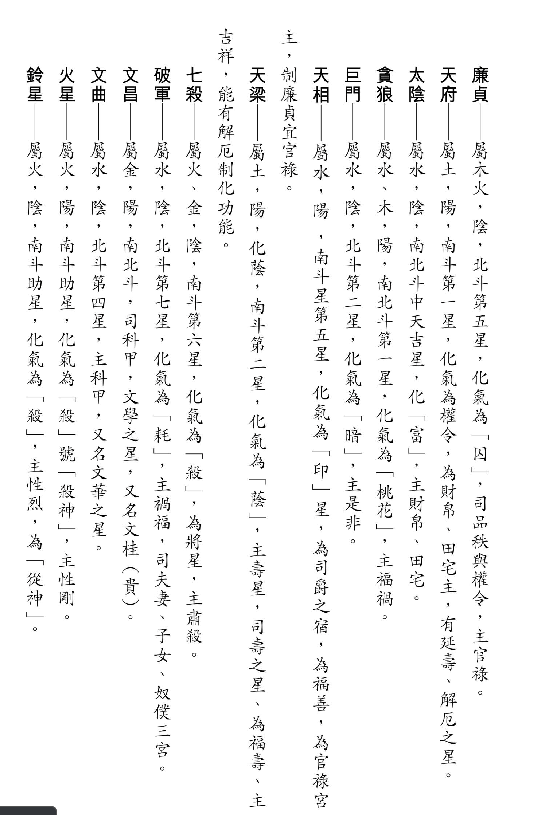 廉貞——屬木火，陰，北斗第五星，化氣為「囚」，司品秩與權令，主官祿。
天府——屬土，陽，南斗第一星，化氣為權令，為財帛、田宅主，有延壽、解厄之星。
太陰——屬水，陰，南北斗中天吉星，化「富」，主財帛、田宅。
貪狼——屬水、木，陽，南北斗第一星，化氣為「桃花」，主福禍。
巨門——屬水，陰，北斗第二星，化氣為「暗」，主是非。
天相——屬水，陽，南斗星第五星，化氣為「印」星，為司爵之宿，為福善，為官祿宮
主，制廉貞宜官祿。
天梁——屬土，陽，化蔭，南斗第二星，化氣為「蔭」，主壽星，司壽之星、為福壽、主
吉祥，能有解厄制化功能。
七殺——屬火、金，陰，南斗第六星，化氣為「殺」，為將星，主肅殺。
破軍——屬水，陰，北斗第七星，化氣為「耗」，主禍福，司夫妻、子女、奴僕三宮。
文昌——屬金，陽，南北斗，司科甲，文學之星，又名文桂（貴）。
文曲——屬水，陰，北斗第四星，主科甲，又名文華之星。
火星——屬火，陽，南斗助星，化氣為「殺」號「殺神」，主性剛。
鈴星——屬火，陰，南斗助星，化氣為「殺」，主性烈，為「從神」。